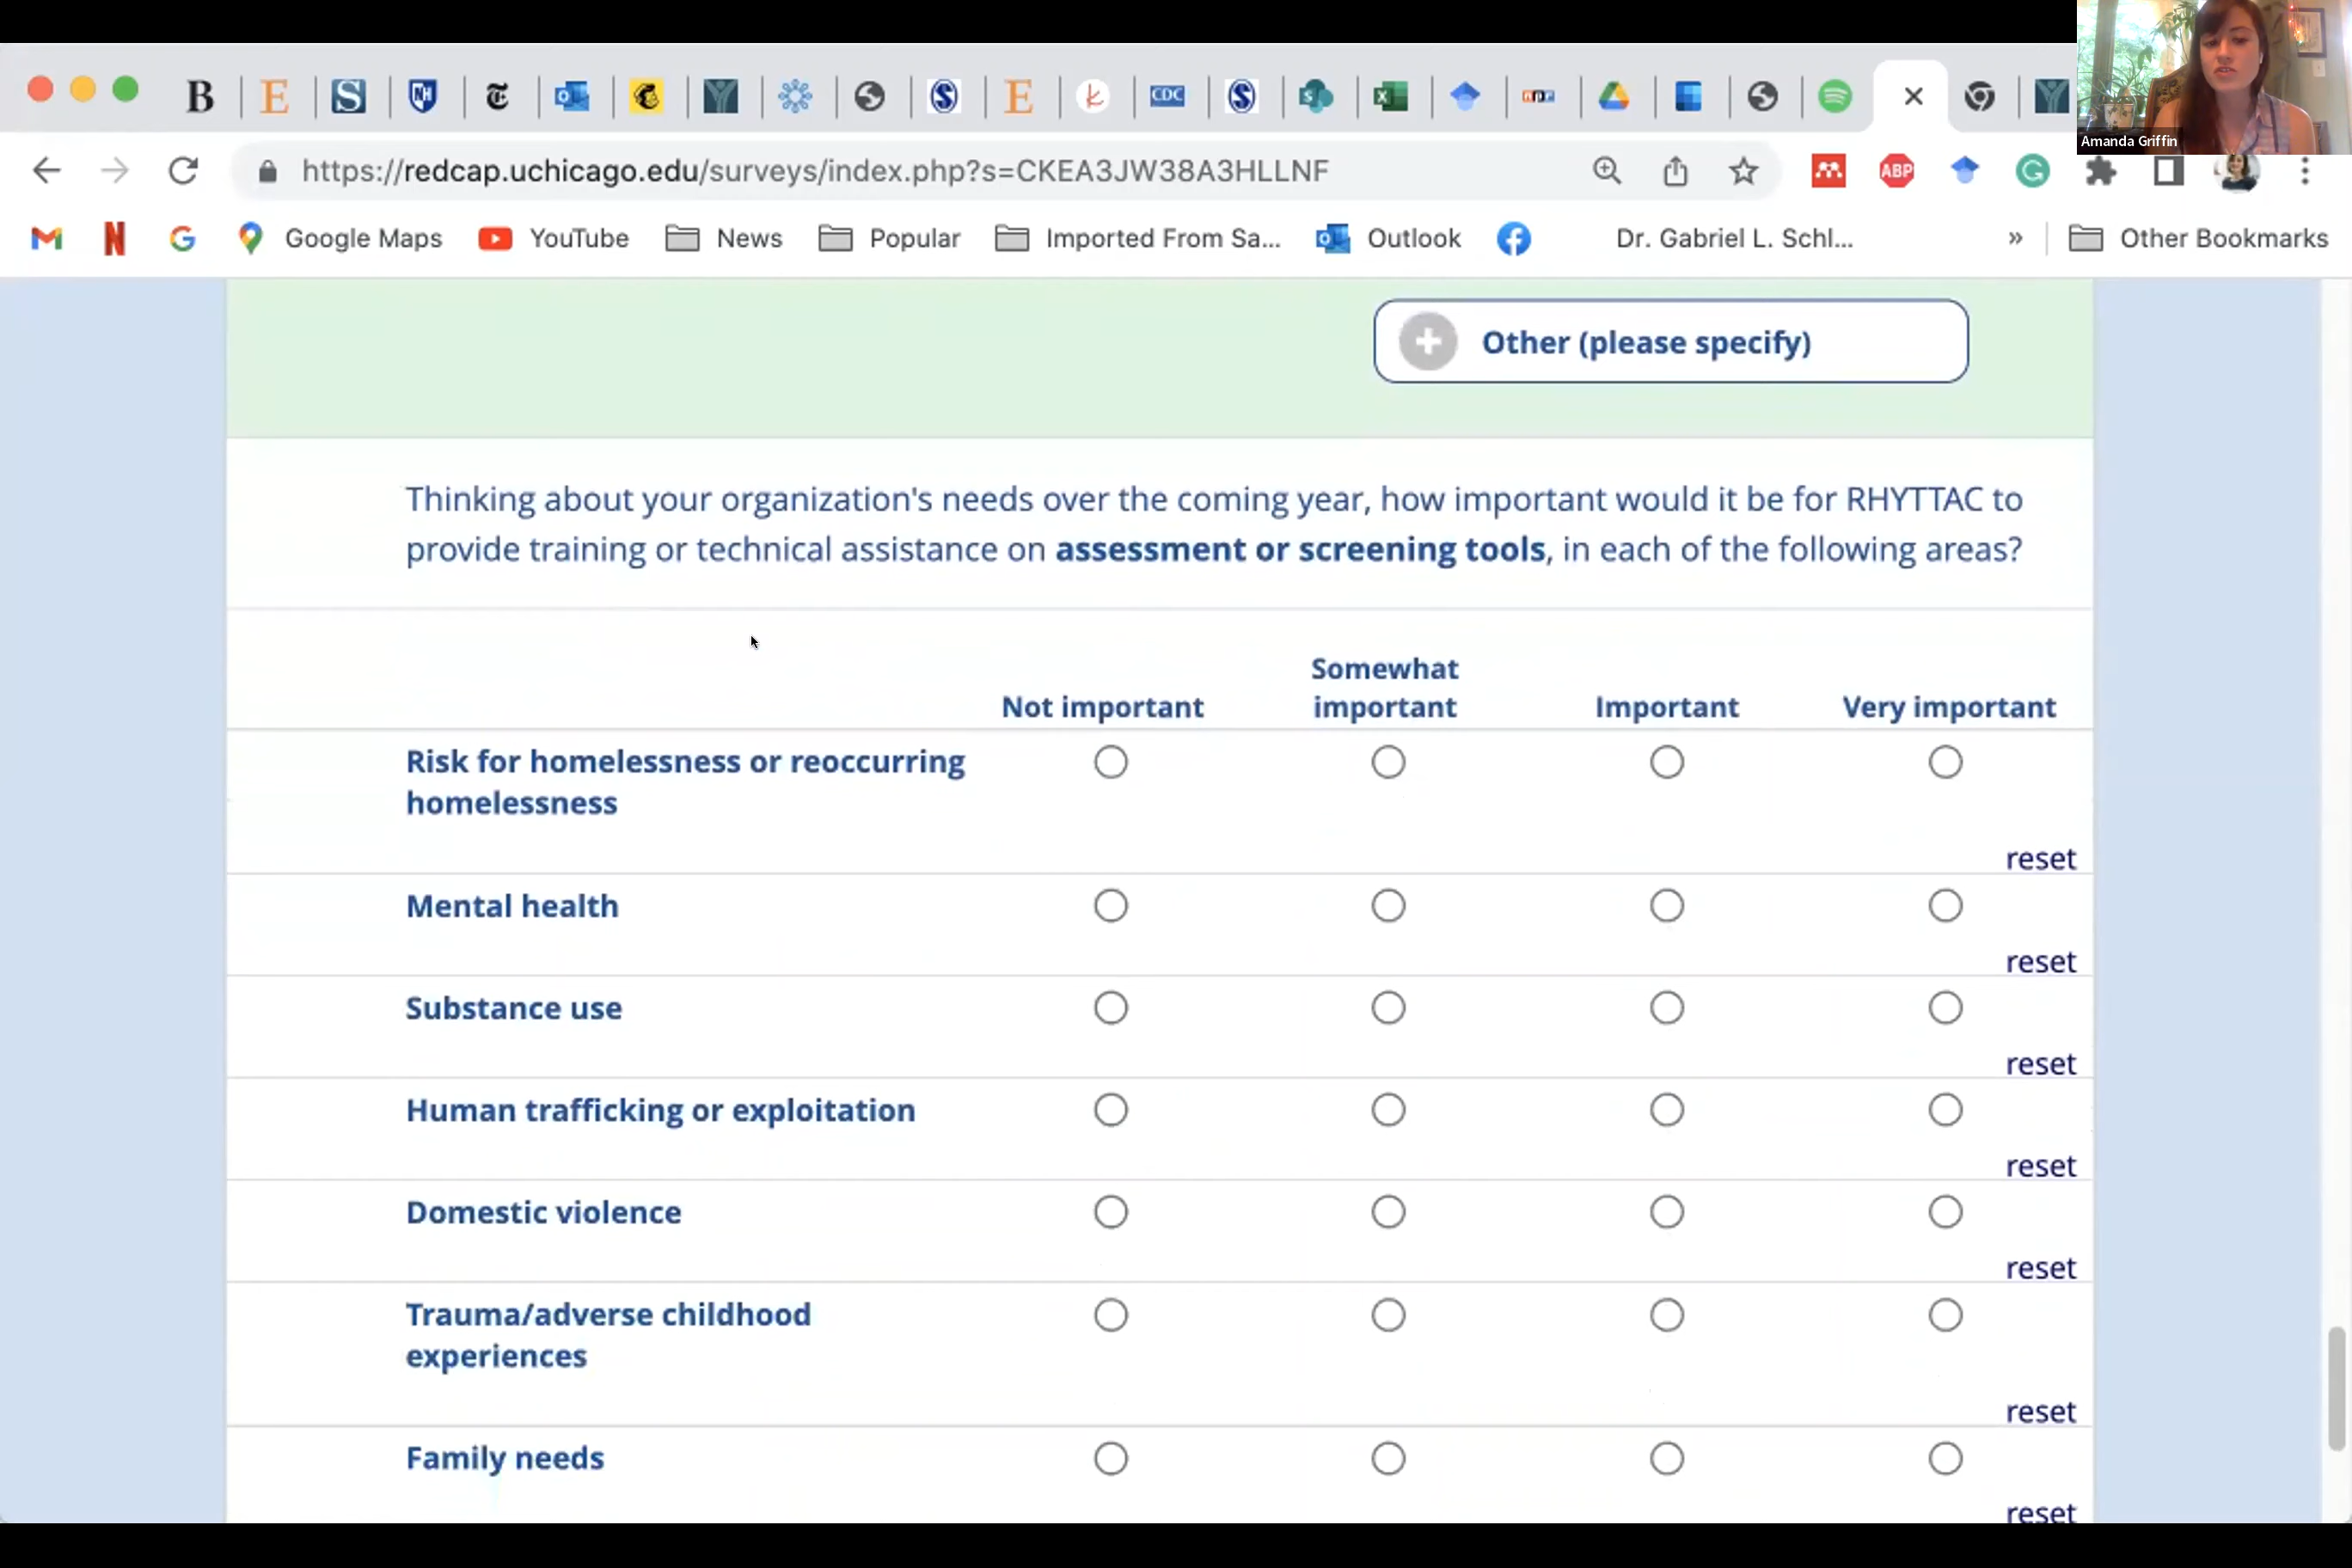 Amanda Griffin
B
E
S
NH
CDC
S
E
S
npr
https://redcap.uchicago.edu/surveys/index.php?s=CKEA3JW38A3HLLNF
ABP
G
Google Maps
YouTube
News
Popular
Imported From Sa...
Outlook
Dr. Gabriel L. Schl...
»
Other Bookmarks
Other (please specify)
Thinking about your organization's needs over the coming year, how important would it be for RHYTTAC to
provide training or technical assistance on assessment or screening tools, in each of the following areas?
Not important
Somewhat
important
Important
Very important
Risk for homelessness or reoccurring
homelessness
reset
Mental health
reset
Substance use
reset
Human trafficking or exploitation
reset
Domestic violence
reset
Trauma/adverse childhood
experiences
reset
Family needs
reset